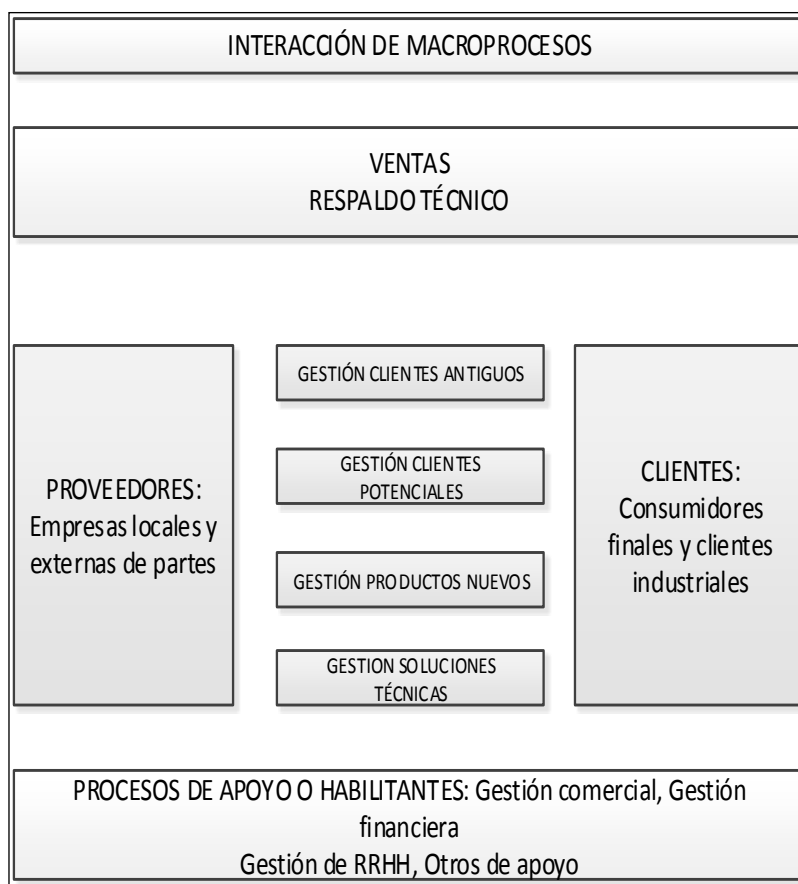 INTERACCIÓN DE MACROPROCESOS
VENTAS
RESPALDO TÉCNICO
PROVEEDORES:
Empresas locales y
externas de partes
GESTIÓN CLIENTES ANTIGUOS
GESTIÓN CLIENTES
POTENCIALES
GESTIÓN PRODUCTOS NUEVOS
GESTION SOLUCIONES
TÉCNICAS
CLIENTES:
Consumidores
finales y clientes
industriales
PROCESOS DE APOYO O HABILITANTES: Gestión comercial, Gestión
financiera
Gestión de RRHH, Otros de apoyo